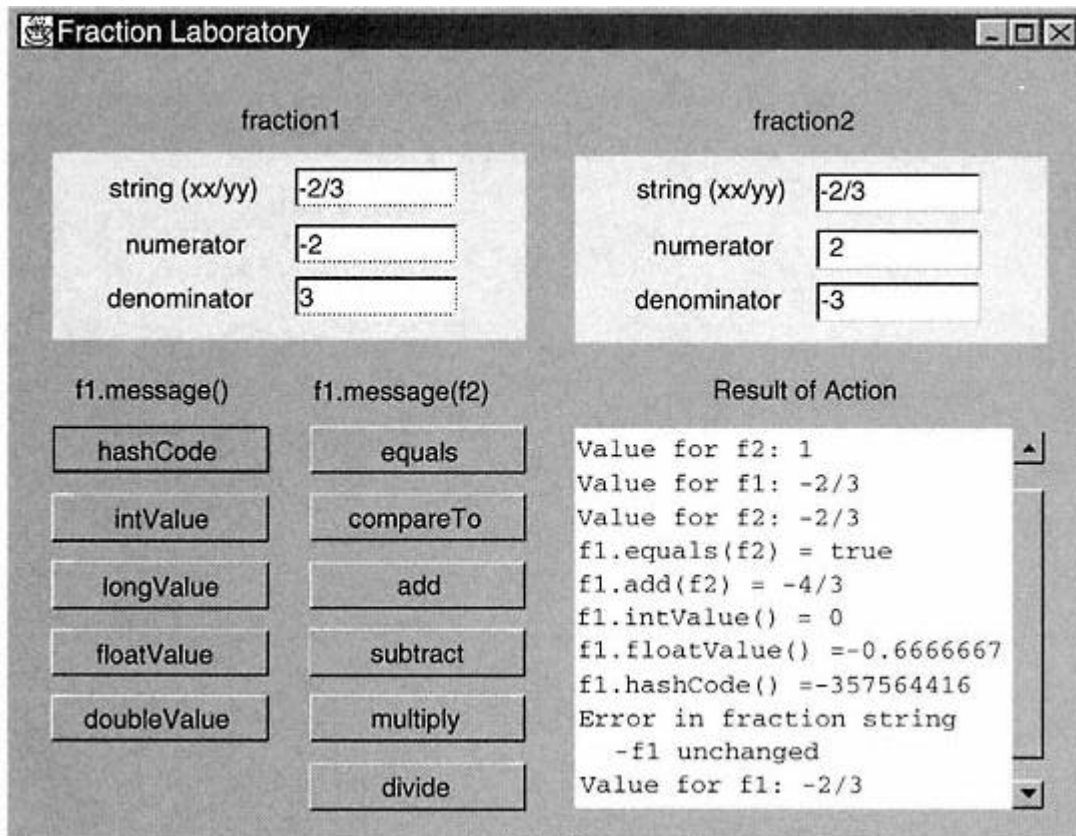 Fraction Laboratory
fraction1
string (xx/yy) -2/3
numerator -2
denominator 3
fraction2
string (xx/yy) -2/3
numerator 2
denominator -3
f1.message()
hashCode
intValue
longValue
floatValue
doubleValue
f1.message(f2)
equals
compareTo
add
subtract
multiply
divide
Result of Action
Value for f2: 1
Value for f1: -2/3
Value for f2: -2/3
f1.equals(f2) = true
f1.add(f2) = -4/3
f1.intValue() = 0
f1.floatValue() =-0.6666667
f1.hashCode() =-357564416
Error in fraction string
-f1 unchanged
Value for f1: -2/3